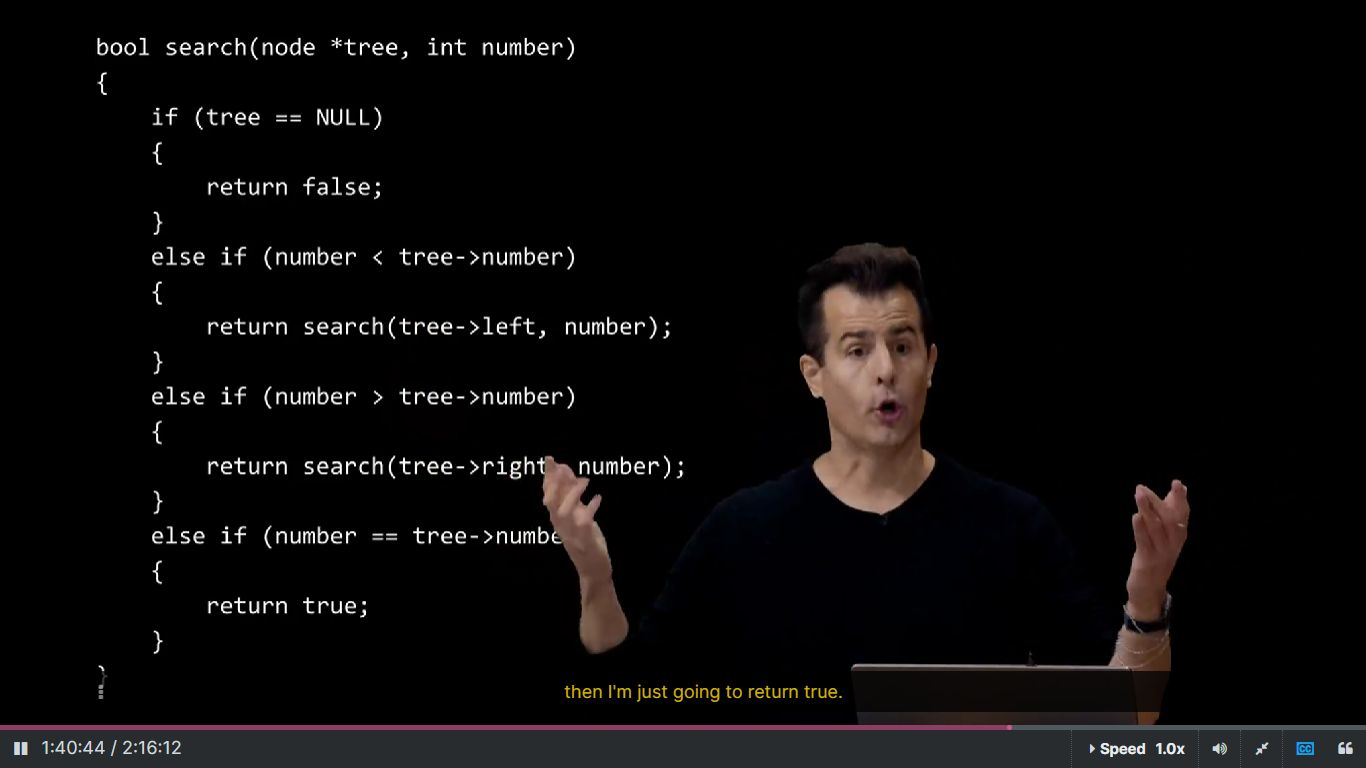 bool search(node *tree, int number)
{
if (tree == NULL)
{
return false;
}
else if (number < tree->number)
{
return search(tree->left, number);
}
else if (number > tree->number)
{
return search(tree->right, number);
}
else if (number == tree->numbe
{
return true;
}
}
then I'm just going to return true.
1:40:44 / 2:16:12
Speed 1.0x
CC